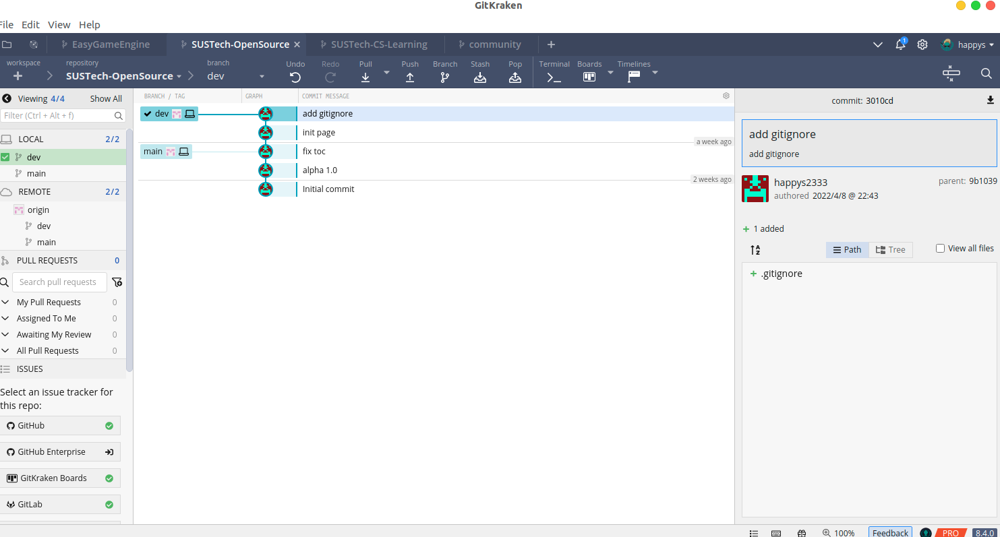 GitKraken
File Edit View Help
EasyGameEngine SUSTech-OpenSource SUSTech-CS-Learning community 1 happys
workspace repository branch Undo Redo Pull Push Branch Stash Pop Terminal Boards Timelines
SUSTech-OpenSource dev
Viewing 4/4 Show All
Filter (Ctrl + Alt + f)
LOCAL 2/2
dev
main
REMOTE 2/2
origin
dev
main
PULL REQUESTS 0
Search pull requests
My Pull Requests 0
Assigned To Me 0
Awaiting My Review 0
All Pull Requests 0
ISSUES
Select an issue tracker for
this repo:
GitHub
GitHub Enterprise
GitKraken Boards
GitLab
BRANCH / TAG GRAPH COMMIT MESSAGE
dev add gitignore
init page
a week ago
main fix toc
alpha 1.0
2 weeks ago
Initial commit
commit: 3010cd
add gitignore
add gitignore
happys2333 parent: 9b1039
authored 2022/4/8 @ 22:43
1 added
A Z Path Tree View all files
.gitignore
100% Feedback PRO 8.4.0